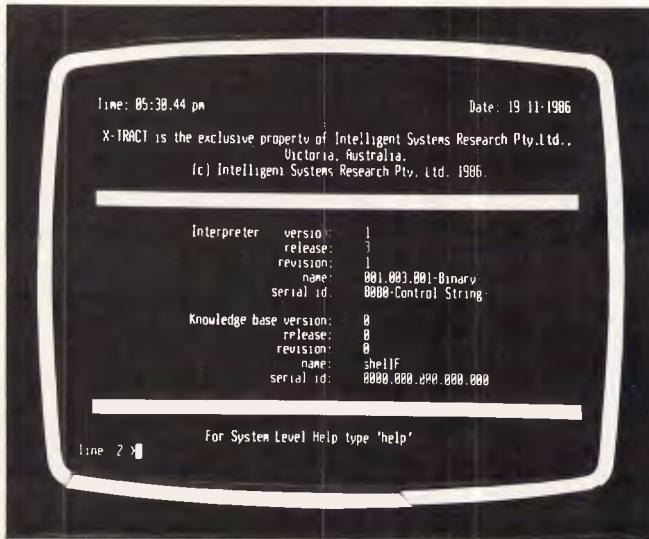 Time: 05:30.44 pm Date: 19-11-1986
X-TRACT is the exclusive property of Intelligent Systems Research Pty.Ltd.,
Victoria, Australia.
(c) Intelligent Systems Research Pty. Ltd. 1986.
Interpreter version: 1
release: 3
revision: 1
name: 001.003.001-Binary
serial id: -Control String-
Knowledge base version: 0
release: 0
revision: 0
name: shellF
serial id: 0000.000.000.000.000
For System Level Help type 'help'
line 2 >